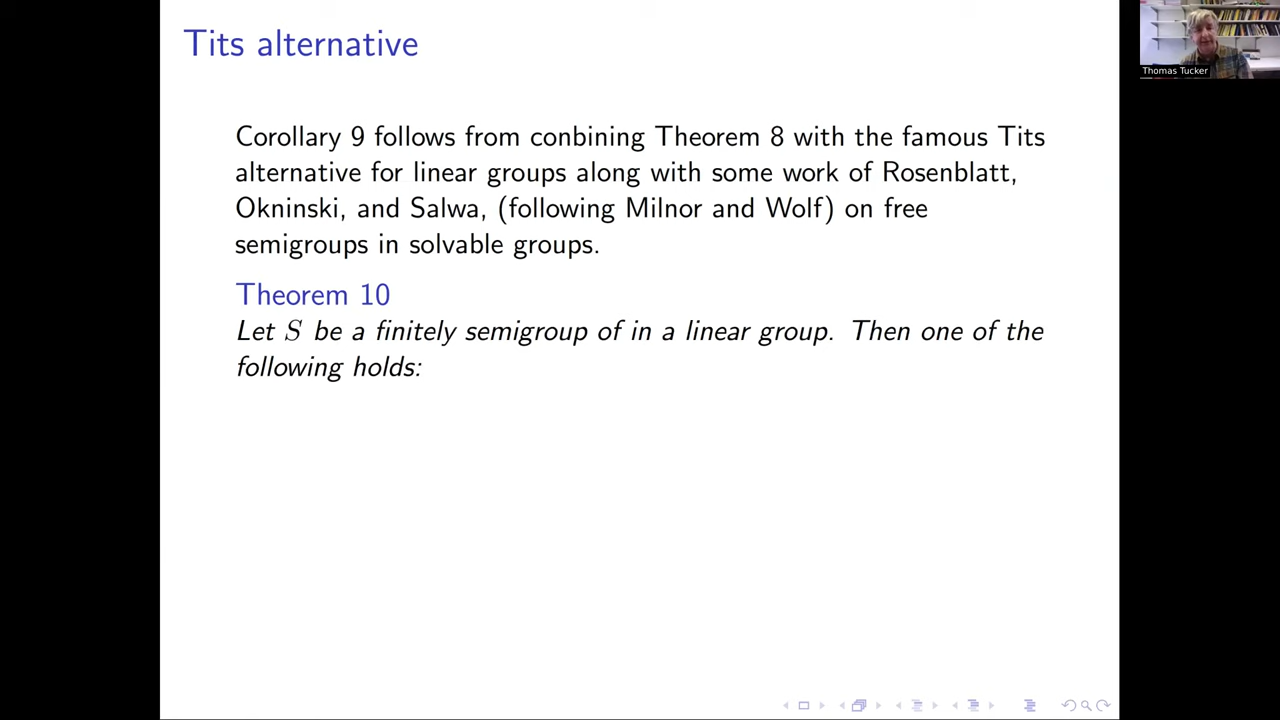 Tits alternative
Thomas Tucker
Corollary 9 follows from conbining Theorem 8 with the famous Tits
alternative for linear groups along with some work of Rosenblatt,
Okninski, and Salwa, (following Milnor and Wolf) on free
semigroups in solvable groups.
Theorem 10
Let S be a finitely semigroup of in a linear group. Then one of the
following holds: